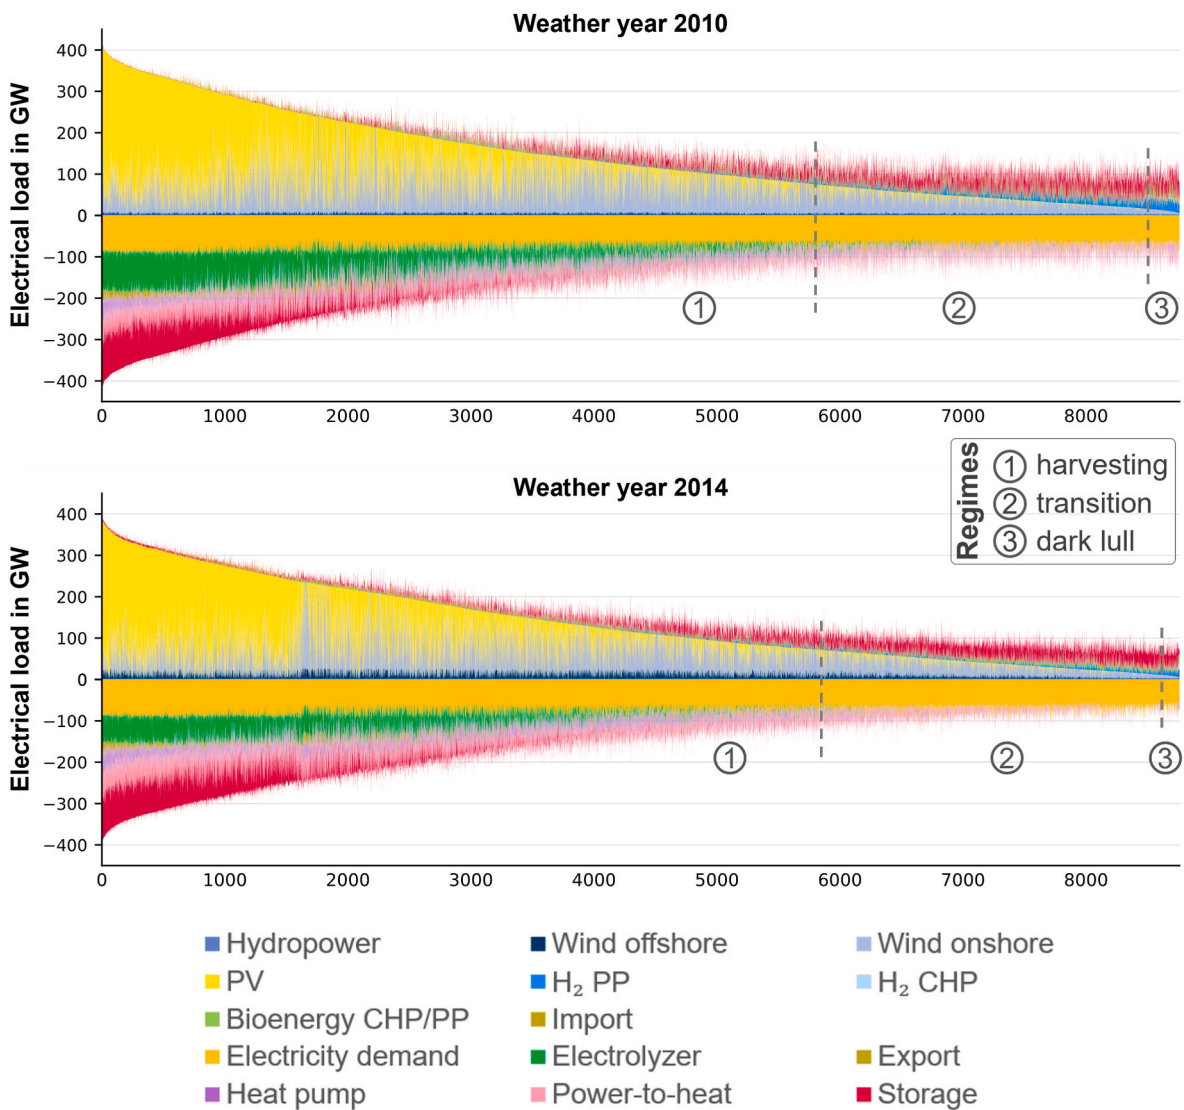 Weather year 2010
Electrical load in GW
400
300
200
100
0
−100
−200
−300
−400
1
2
3
0 1000 2000 3000 4000 5000 6000 7000 8000
Regimes
1 harvesting
2 transition
3 dark lull
Weather year 2014
Electrical load in GW
400
300
200
100
0
−100
−200
−300
−400
1
2
3
0 1000 2000 3000 4000 5000 6000 7000 8000
Hydropower Wind offshore Wind onshore
PV H₂ PP H₂ CHP
Bioenergy CHP/PP Import
Electricity demand Electrolyzer Export
Heat pump Power-to-heat Storage